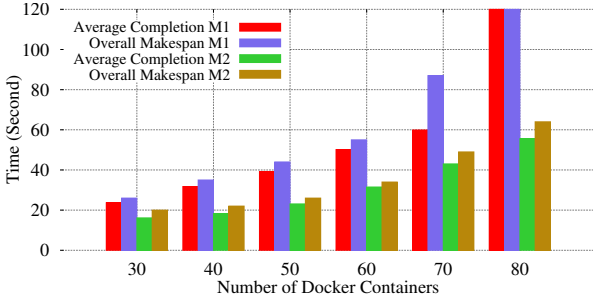 120
100
80
60
40
20
0
Time (Second)
Average Completion M1
Overall Makespan M1
Average Completion M2
Overall Makespan M2
30 40 50 60 70 80
Number of Docker Containers